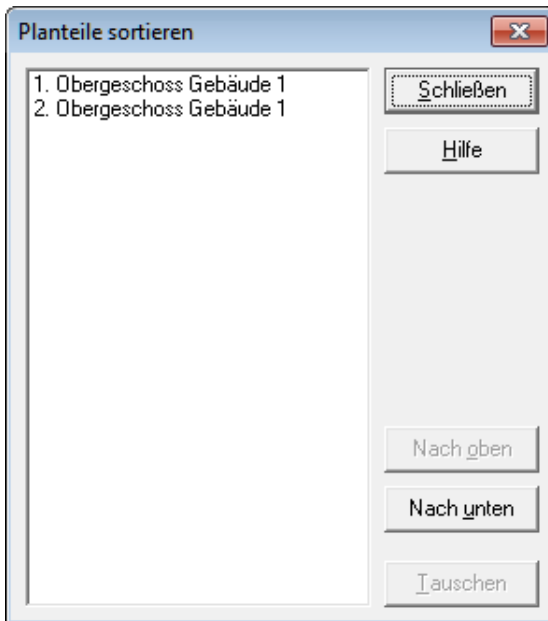 Planteile sortieren
1. Obergeschoss Gebäude 1
2. Obergeschoss Gebäude 1
Schließen
Hilfe
Nach oben
Nach unten
Tauschen